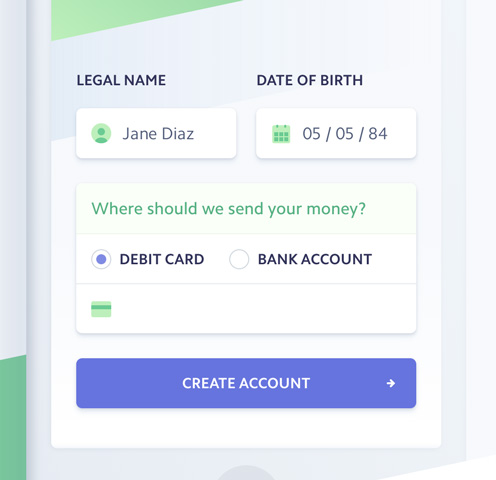 LEGAL NAME DATE OF BIRTH
Jane Diaz 05 / 05 / 84
Where should we send your money?
DEBIT CARD BANK ACCOUNT
CREATE ACCOUNT